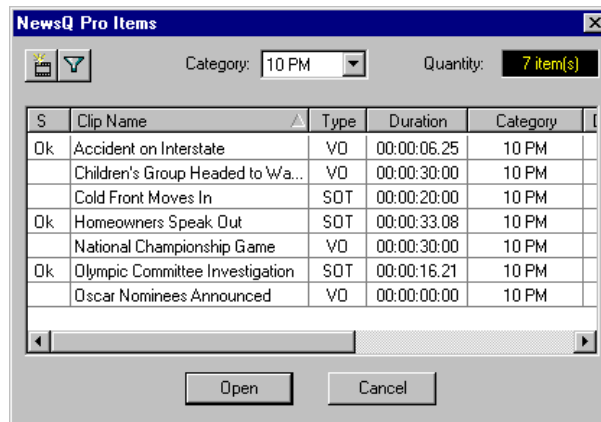 NewsQ Pro Items
Category: 10 PM Quantity: 7 item(s)
S Clip Name Type Duration Category
Ok Accident on Interstate VO 00:00:06.25 10 PM
Children's Group Headed to Wa... VO 00:00:30:00 10 PM
Cold Front Moves In SOT 00:00:20:00 10 PM
Ok Homeowners Speak Out SOT 00:00:33.08 10 PM
National Championship Game VO 00:00:30:00 10 PM
Ok Olympic Committee Investigation SOT 00:00:16.21 10 PM
Oscar Nominees Announced VO 00:00:00:00 10 PM
Open Cancel